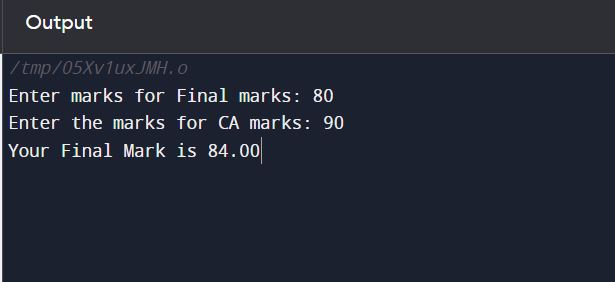 Output
/tmp/O5Xv1uxJMH.o
Enter marks for Final marks: 80
Enter the marks for CA marks: 90
Your Final Mark is 84.00